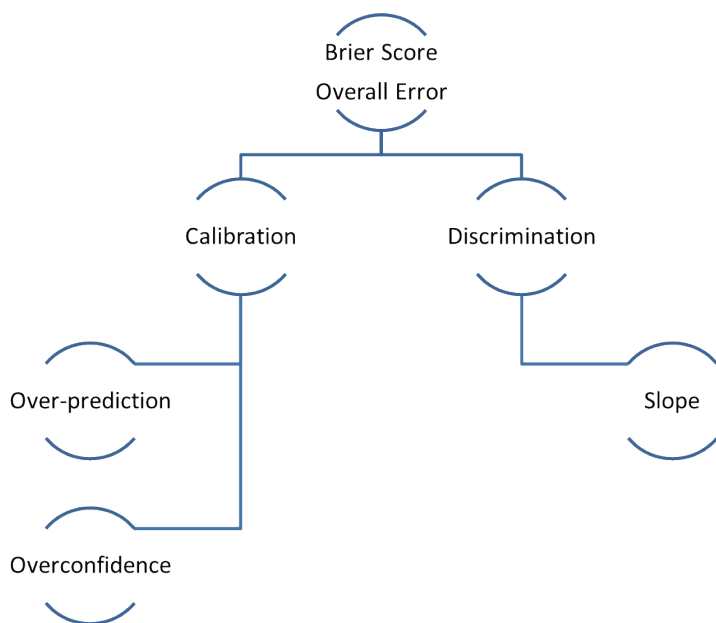 Brier Score
Overall Error
Calibration
Discrimination
Over-prediction
Slope
Overconfidence